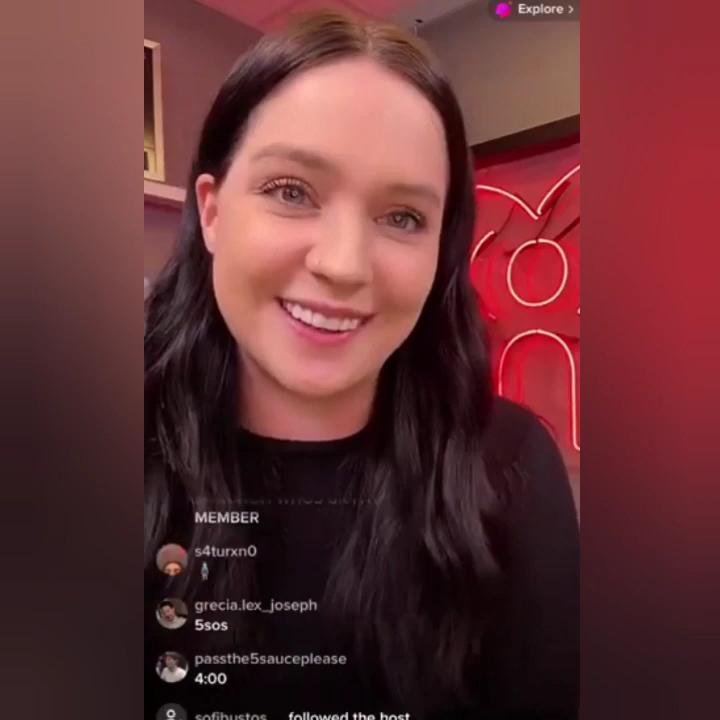 Explore >
MEMBER
s4turxn0
grecia.lex_joseph
5sos
passthe5sauceplease
4:00
sofibustos... followed the host